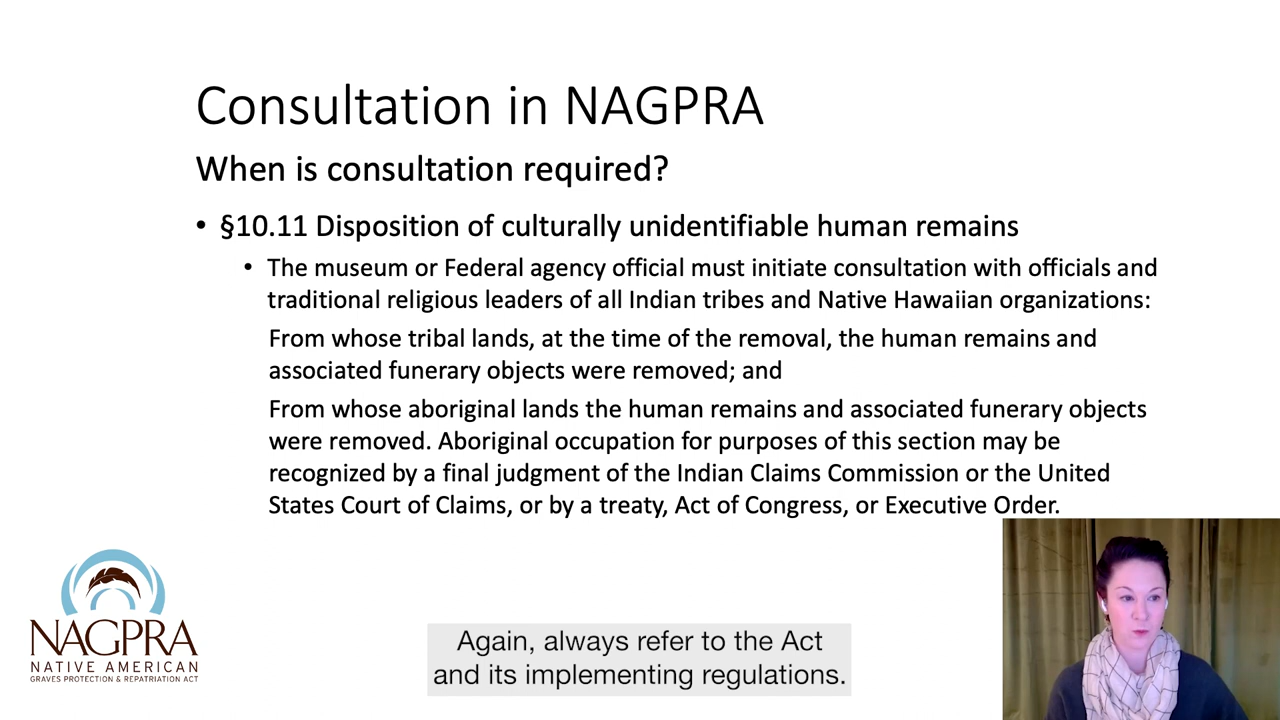 Consultation in NAGPRA
When is consultation required?
• §10.11 Disposition of culturally unidentifiable human remains
• The museum or Federal agency official must initiate consultation with officials and
traditional religious leaders of all Indian tribes and Native Hawaiian organizations:
From whose tribal lands, at the time of the removal, the human remains and
associated funerary objects were removed; and
From whose aboriginal lands the human remains and associated funerary objects
were removed. Aboriginal occupation for purposes of this section may be
recognized by a final judgment of the Indian Claims Commission or the United
States Court of Claims, or by a treaty, Act of Congress, or Executive Order.
NAGPRA
NATIVE AMERICAN
GRAVES PROTECTION & REPATRIATION ACT
Again, always refer to the Act
and its implementing regulations.